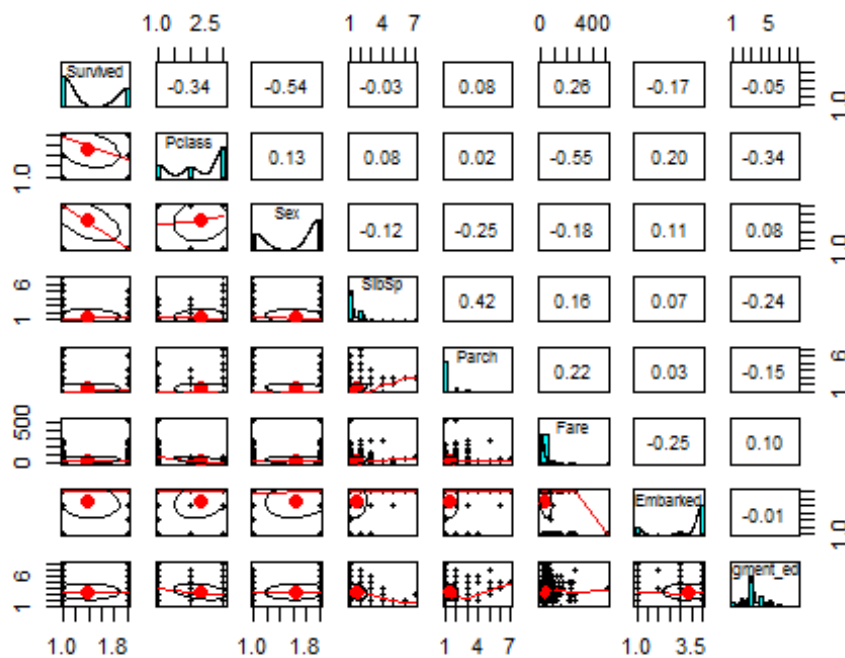 1.0 2.5 1 4 7 0 400 1 5
Survived -0.34 -0.54 -0.03 0.08 0.26 -0.17 -0.05 1.0
1.0 Pclass 0.13 0.08 0.02 -0.55 0.20 -0.34
Sex -0.12 -0.25 -0.18 0.11 0.08 1.0
1 6 SibSp 0.42 0.16 0.07 -0.24
Parch 0.22 0.03 -0.15 1 6
0 500 Fare -0.25 0.10
Embarked -0.01 1.0
1 6 gment_ed
1.0 1.8 1.0 1.8 1 4 7 1.0 3.5